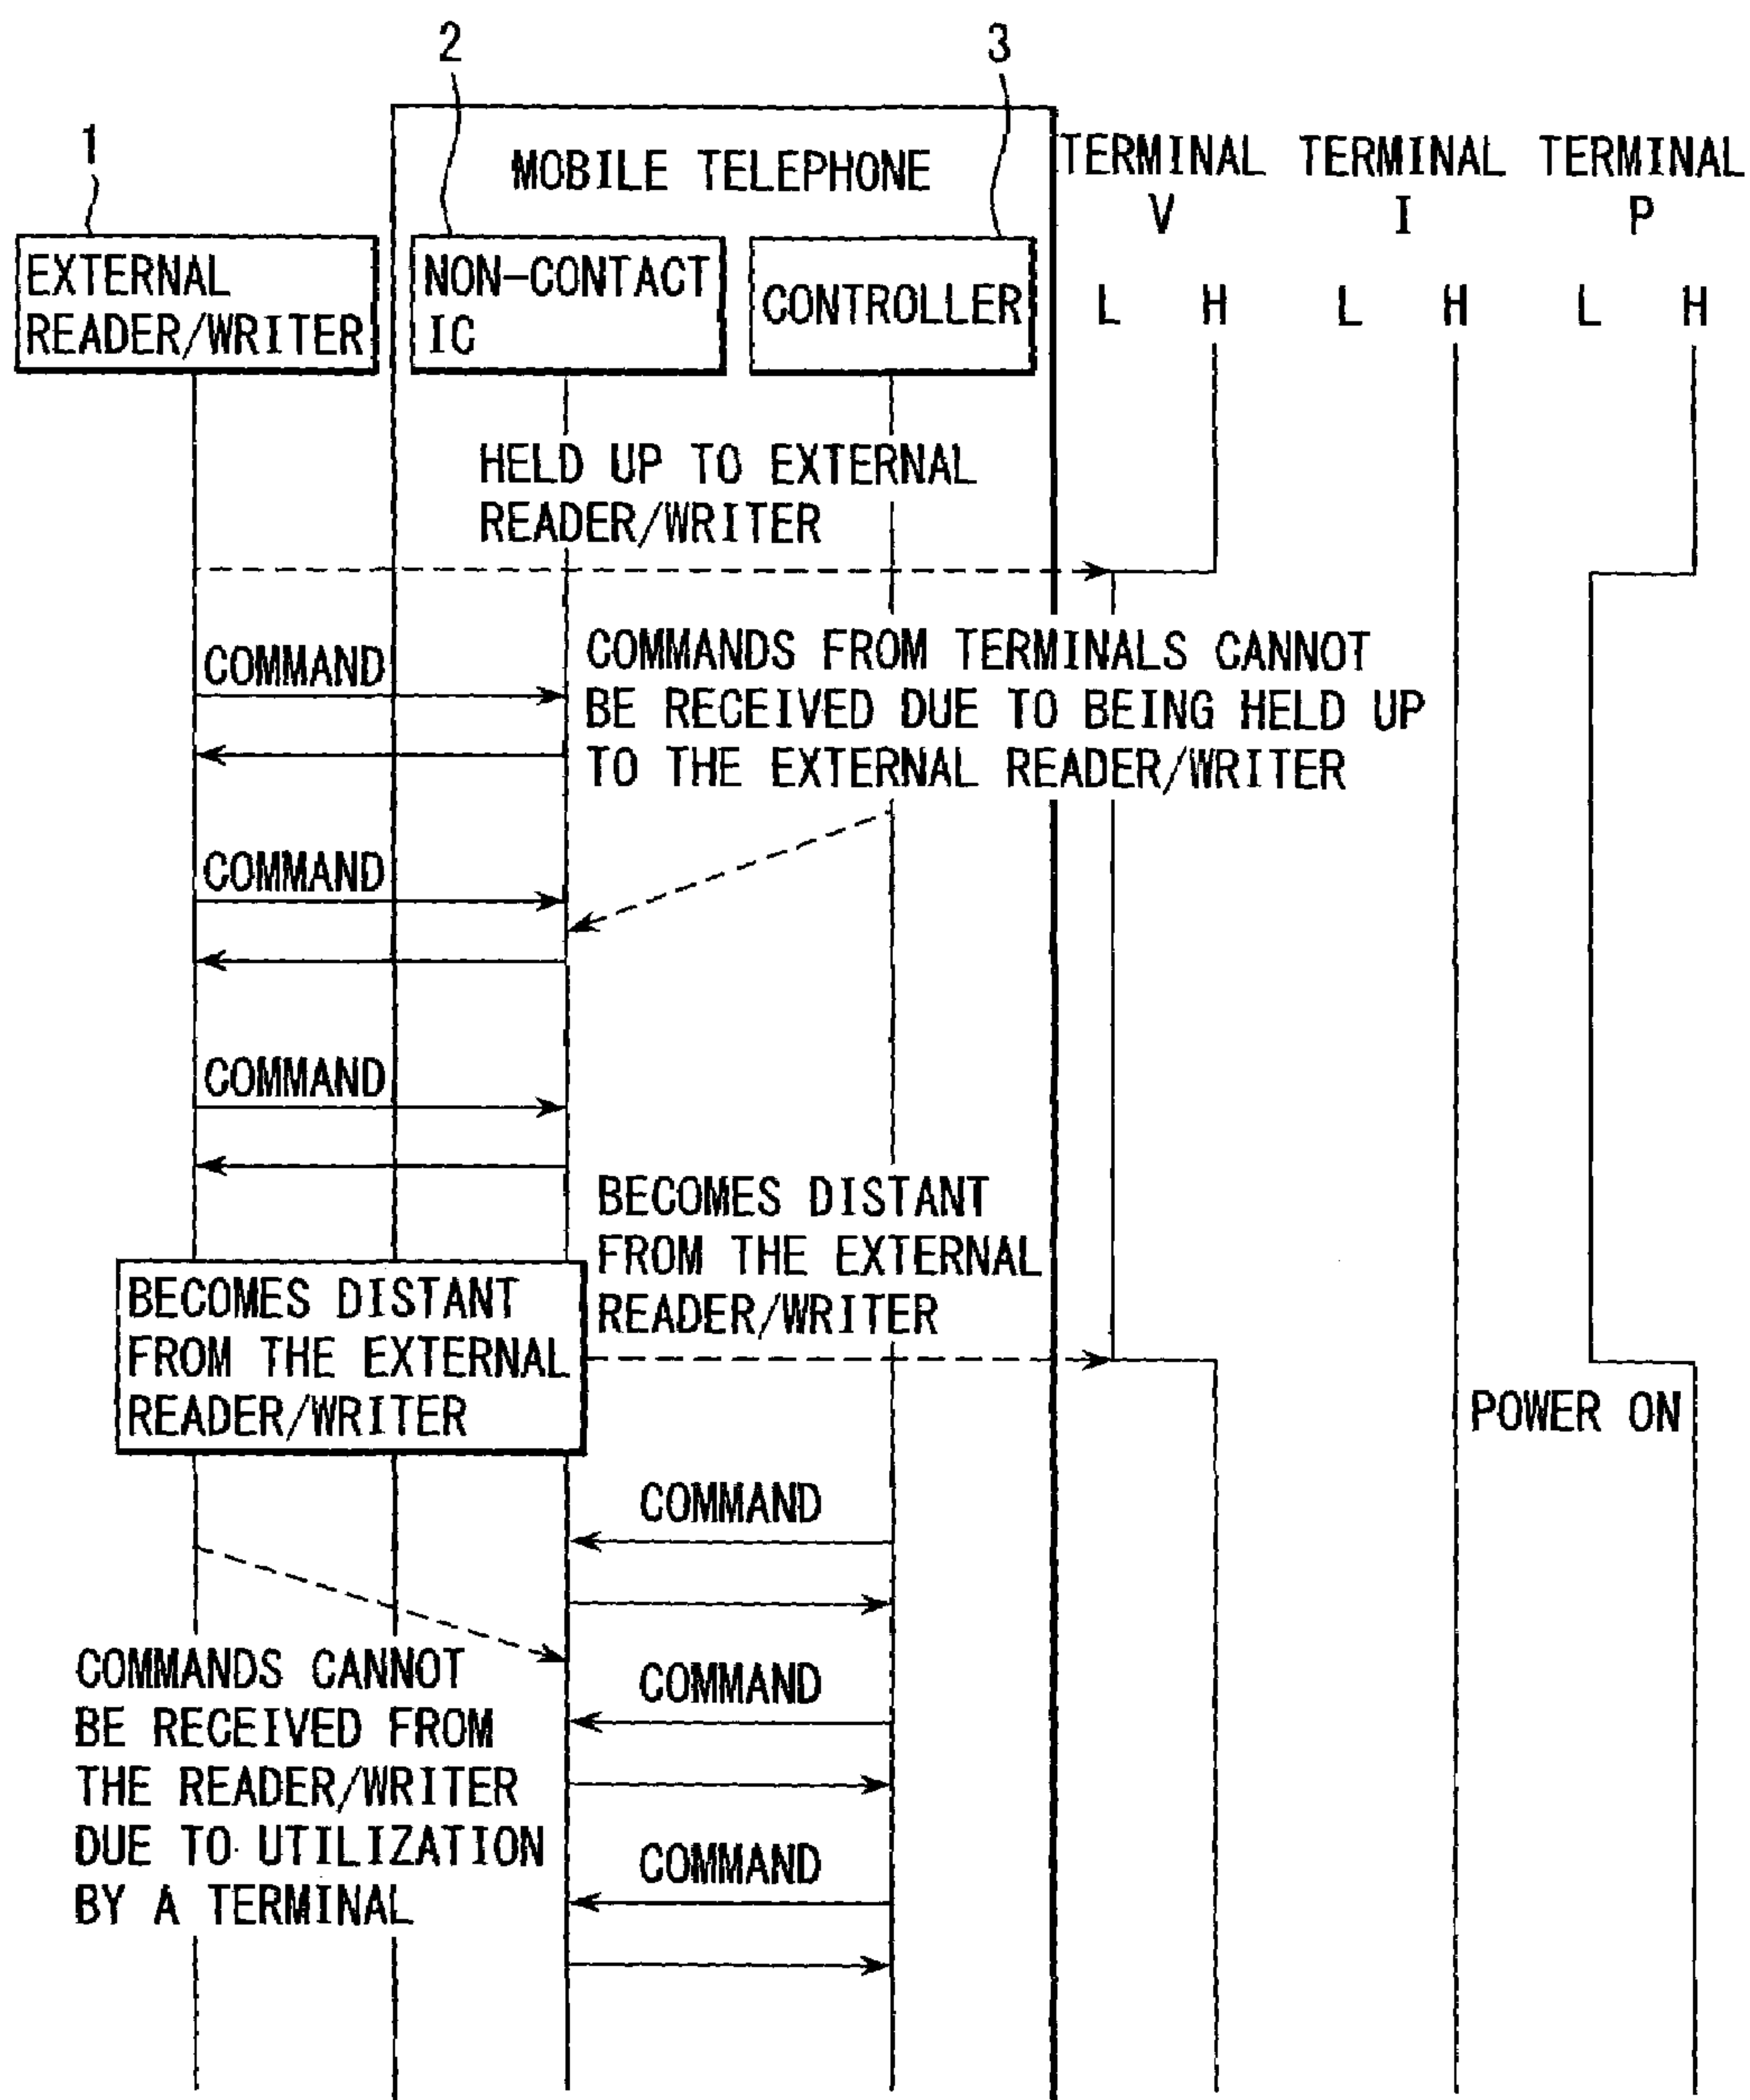 2
3
1
MOBILE TELEPHONE
TERMINAL TERMINAL TERMINAL
V I P
EXTERNAL
READER/WRITER
NON-CONTACT
IC
CONTROLLER
L H L H L H
HELD UP TO EXTERNAL
READER/WRITER
COMMAND
COMMANDS FROM TERMINALS CANNOT
BE RECEIVED DUE TO BEING HELD UP
TO THE EXTERNAL READER/WRITER
COMMAND
COMMAND
BECOMES DISTANT
FROM THE EXTERNAL
READER/WRITER
BECOMES DISTANT
FROM THE EXTERNAL
READER/WRITER
POWER ON
COMMAND
COMMANDS CANNOT
BE RECEIVED FROM
THE READER/WRITER
DUE TO UTILIZATION
BY A TERMINAL
COMMAND
COMMAND